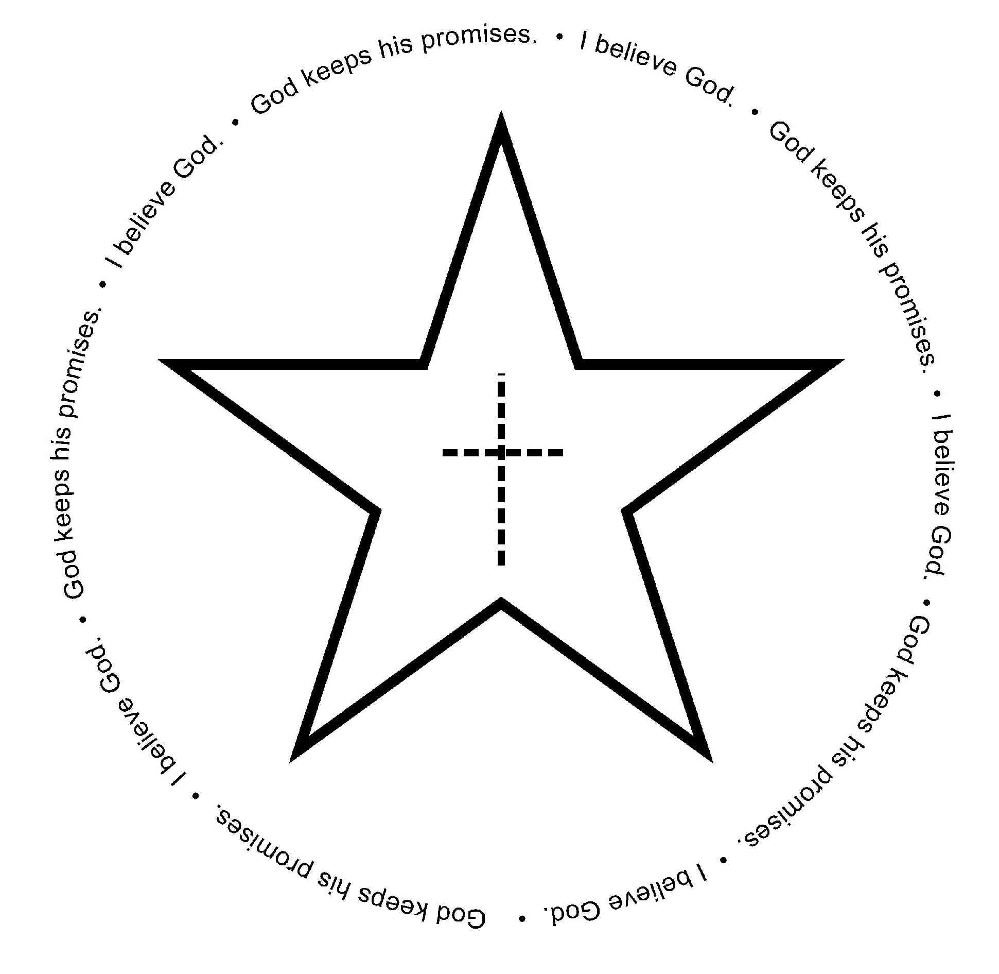 God keeps his promises. • I believe God. • God keeps his promises. • I believe God. • God keeps his promises. • I believe God. • God keeps his promises. • I believe God. • God keeps his promises. • I believe God. •